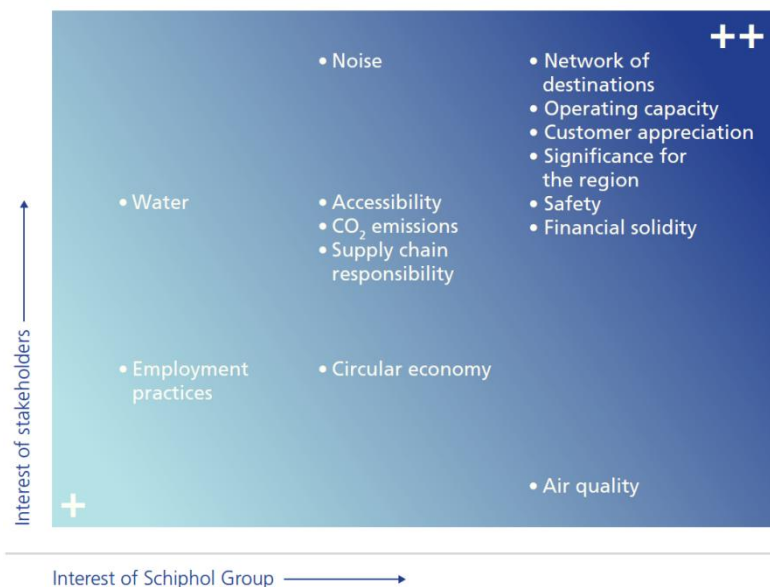 ++
• Noise
• Network of
destinations
• Operating capacity
• Customer appreciation
• Significance for
the region
• Safety
• Financial solidity
• Water
• Accessibility
• CO₂ emissions
• Supply chain
responsibility
• Employment
practices
• Circular economy
• Air quality
+
Interest of stakeholders
Interest of Schiphol Group